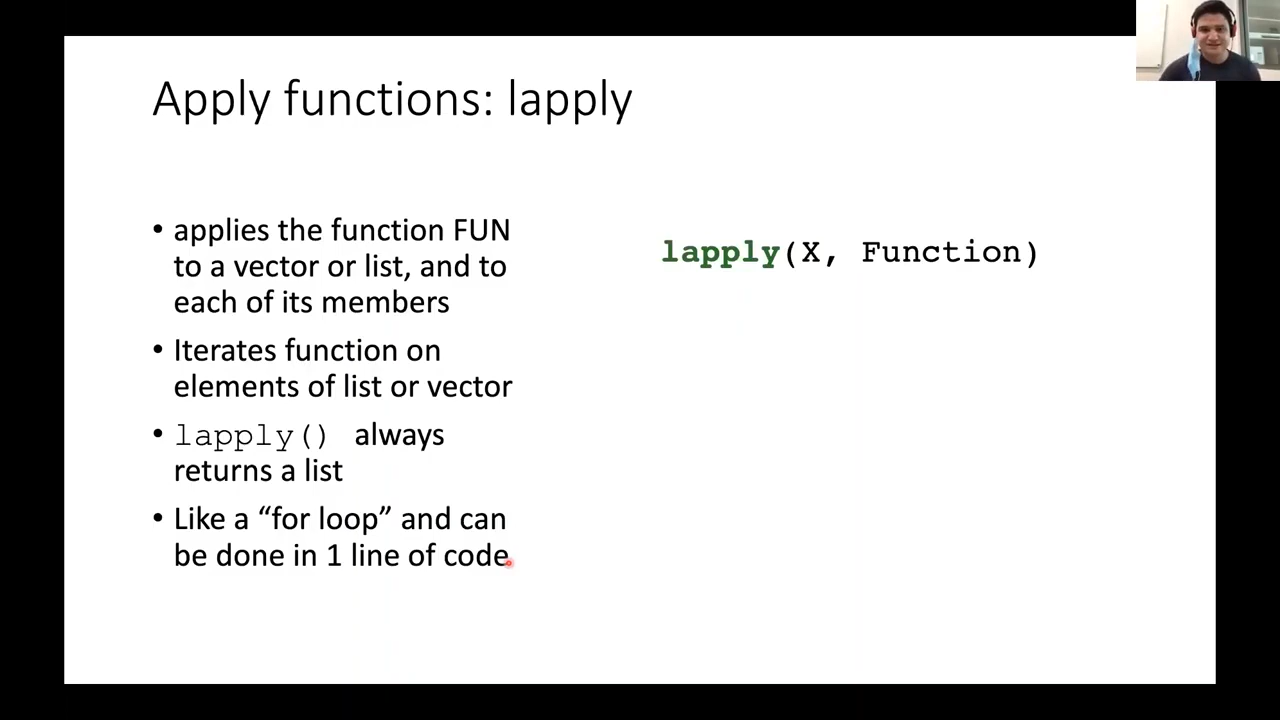 Apply functions: lapply
• applies the function FUN
to a vector or list, and to
each of its members
• Iterates function on
elements of list or vector
• lapply() always
returns a list
• Like a “for loop” and can
be done in 1 line of code
lapply(X, Function)